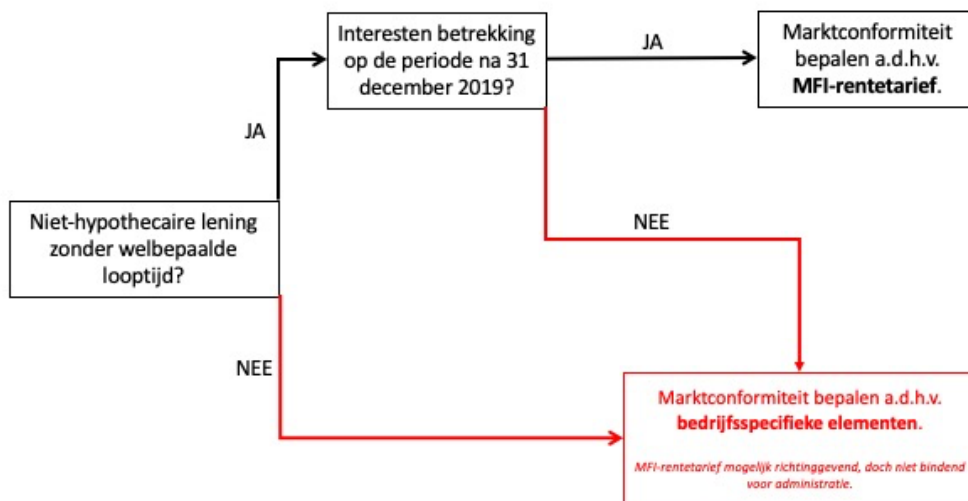 Interesten betrekking
op de periode na 31
december 2019?
JA
Marktconformiteit
bepalen a.d.h.v.
MFI-rentetarief.
JA
Niet-hypothecaire lening
zonder welbepaalde
looptijd?
NEE
NEE
Marktconformiteit bepalen a.d.h.v.
bedrijfsspecifieke elementen.
MFI-rentetarief mogelijk richtinggevend, doch niet bindend
voor administratie.